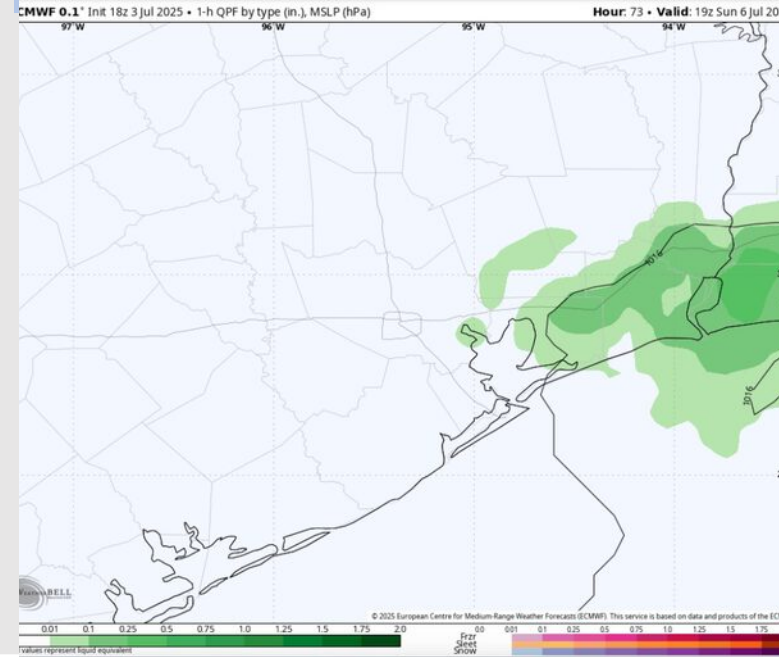 CMWF 0.1° Init 18z 3 Jul 2025 • 1-h QPF by type (in.), MSLP (hPa) Hour: 73 • Valid: 19z Sun 6 Jul 20
97°W 96°W 95°W 94°W
1016
1016
WeatherBELL
© 2025 European Centre for Medium-Range Weather Forecasts (ECMWF). This service is based on data and products of the EC
0.01 0.1 0.25 0.5 0.75 1.0 1.25 1.5 1.75 2.0 0.0 0.01 0.1 0.25 0.5 0.75 1.0 1.25 1.5 1.75
values represent liquid equivalent
Frzr
Sleet
Snow